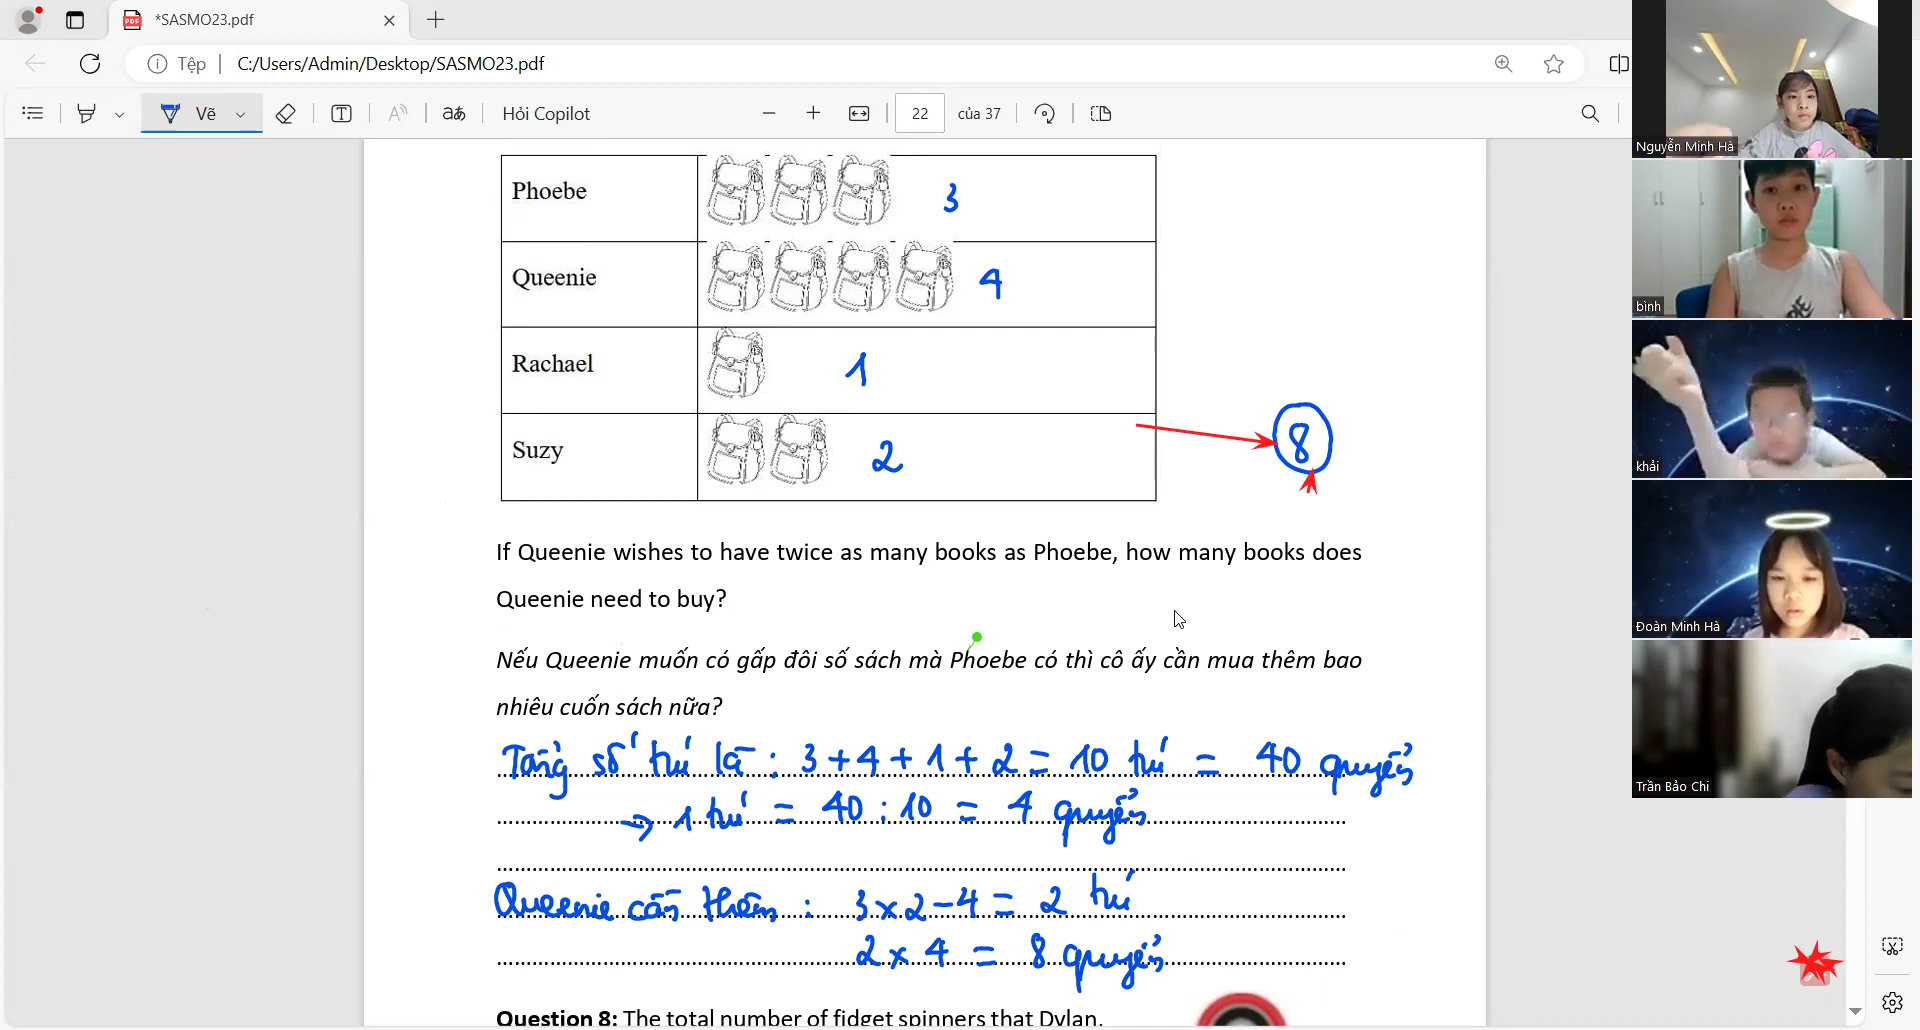 *SASMO23.pdf
Tệp
C:/Users/Admin/Desktop/SASMO23.pdf
Vẽ
aあ
Hỏi Copilot
22
của 37
Phoebe
3
Queenie
4
Rachael
1
Suzy
2
8
If Queenie wishes to have twice as many books as Phoebe, how many books does
Queenie need to buy?
Nếu Queenie muốn có gấp đôi số sách mà Phoebe có thì cô ấy cần mua thêm bao
nhiêu cuốn sách nữa?
Tổng số túi là : 3 + 4 + 1 + 2 = 10 túi = 40 quyển
→ 1 túi = 40 : 10 = 4 quyển
Queenie cần thêm : 3 x 2 - 4 = 2 túi
2 x 4 = 8 quyển
Question 8: The total number of fidget spinners that Dylan,
Nguyễn Minh Hà
bình
khải
Đoàn Minh Hà
Trần Bảo Chi